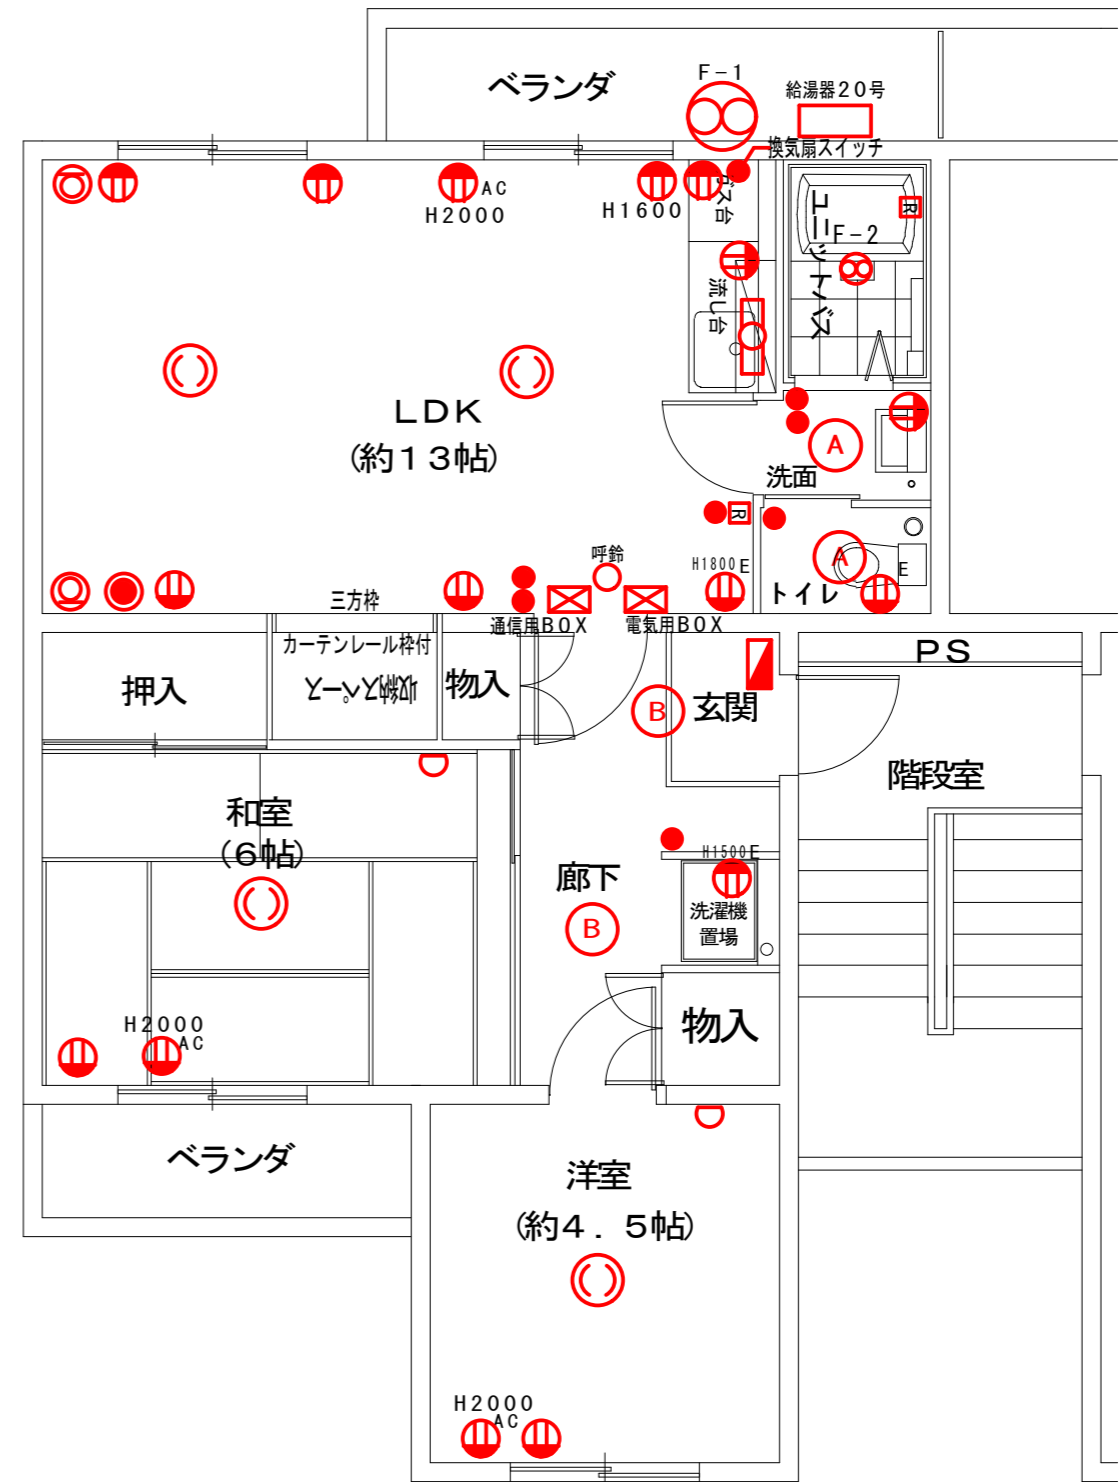 F-1
ベランダ
給湯器20号
換気扇スイッチ
AC
H2000
H1600
ガス台
R
ユニットバス
F-2
流し台
LDK
(約13帖)
A
洗面
R
呼鈴
H1800E
A
E
トイレ
三方枠
通信用BOX
電気用BOX
カーテンレール枠付
収納スペース
押入
物入
PS
B
玄関
階段室
和室
(6帖)
H1500E
廊下
洗濯機
置場
B
物入
H2000
AC
ベランダ
洋室
(約4.5帖)
H2000
AC